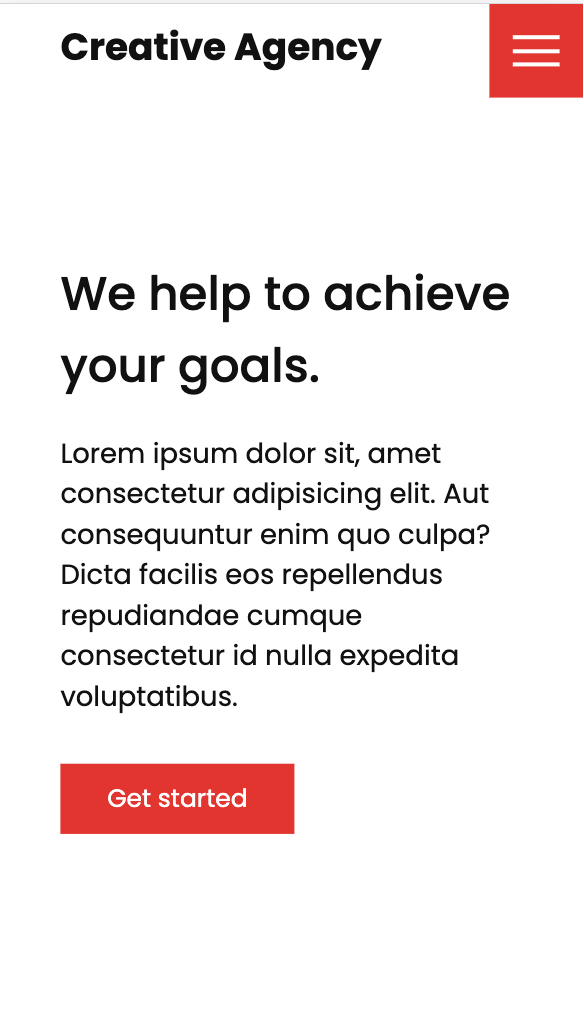 Creative Agency
We help to achieve
your goals.
Lorem ipsum dolor sit, amet
consectetur adipisicing elit. Aut
consequuntur enim quo culpa?
Dicta facilis eos repellendus
repudiandae cumque
consectetur id nulla expedita
voluptatibus.
Get started